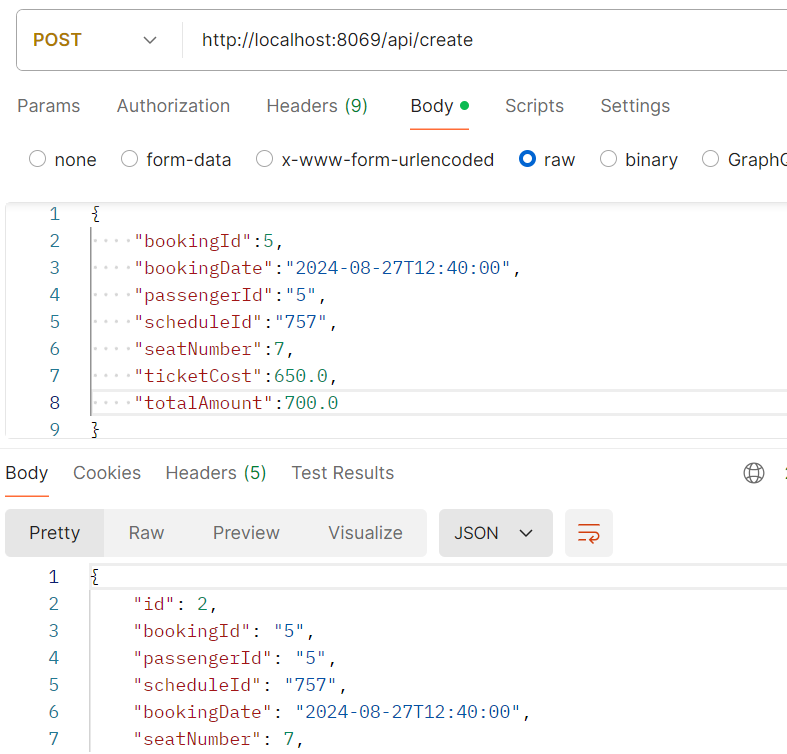 POST http://localhost:8069/api/create
Params Authorization Headers (9) Body Scripts Settings
none form-data x-www-form-urlencoded raw binary GraphQ
1 {
2 "bookingId":5,
3 "bookingDate":"2024-08-27T12:40:00",
4 "passengerId":"5",
5 "scheduleId":"757",
6 "seatNumber":7,
7 "ticketCost":650.0,
8 "totalAmount":700.0
9 }
Body Cookies Headers (5) Test Results
Pretty Raw Preview Visualize JSON
1 {
2 "id": 2,
3 "bookingId": "5",
4 "passengerId": "5",
5 "scheduleId": "757",
6 "bookingDate": "2024-08-27T12:40:00",
7 "seatNumber": 7,